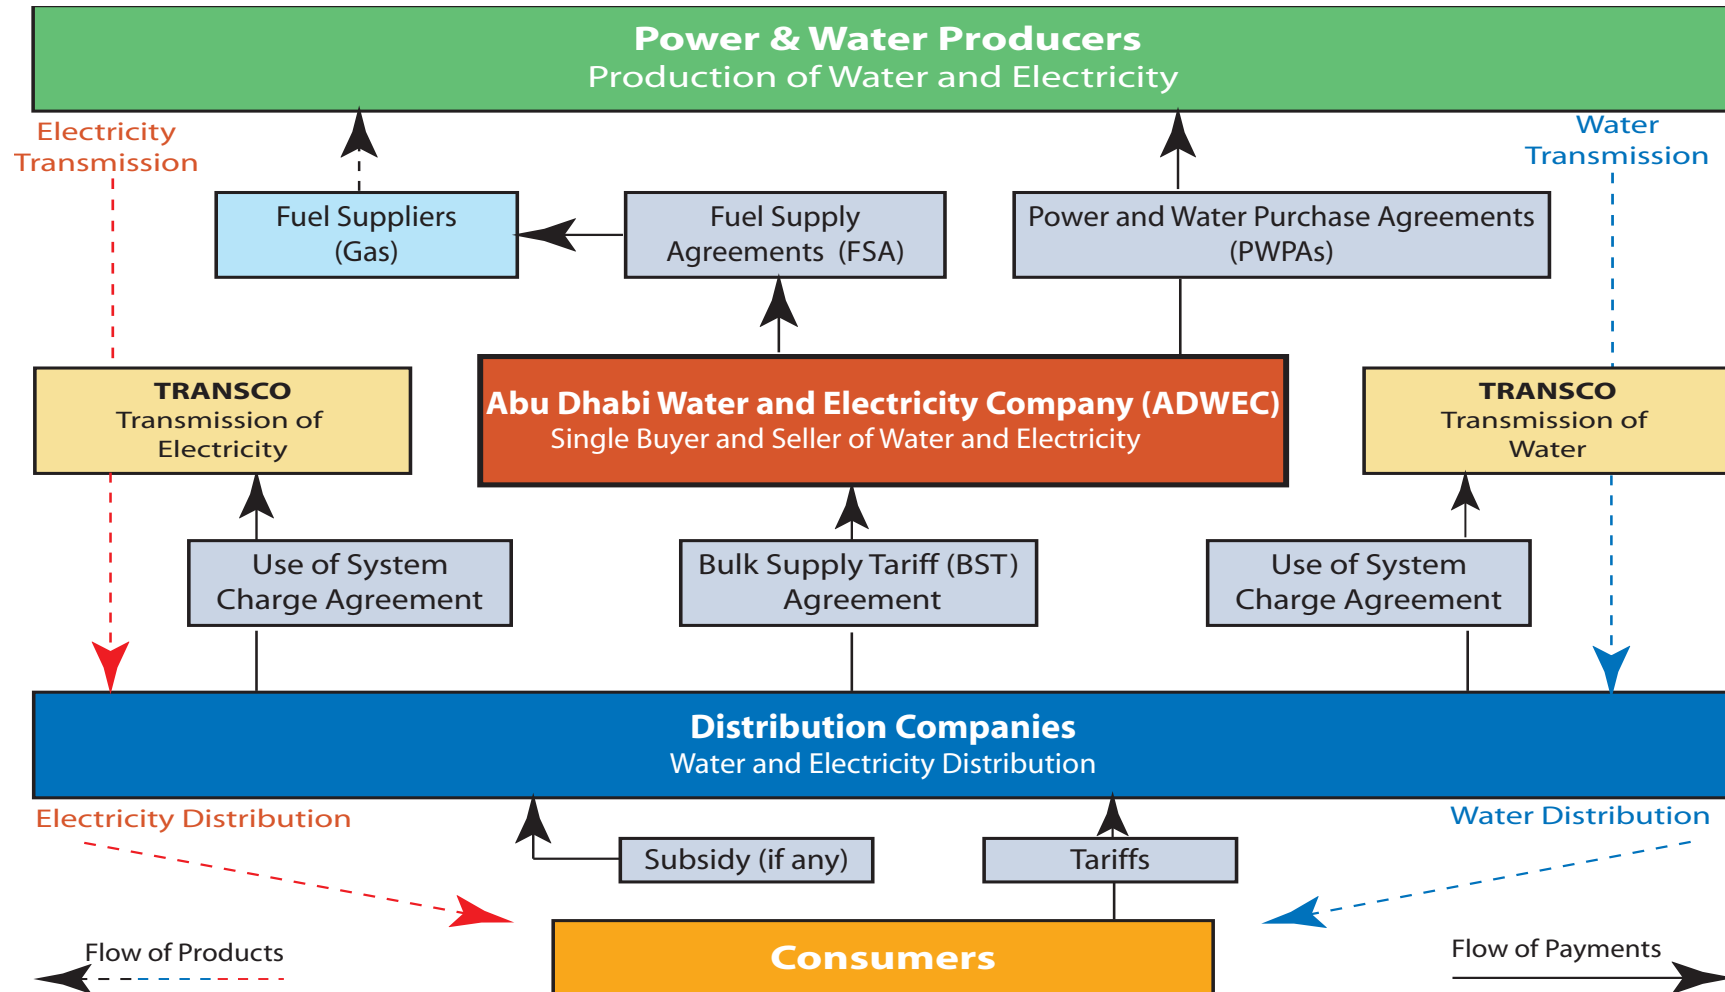 Power & Water Producers
Production of Water and Electricity
Electricity
Transmission
Water
Transmission
Fuel Suppliers
(Gas)
Fuel Supply
Agreements (FSA)
Power and Water Purchase Agreements
(PWPAs)
TRANSCO
Transmission of
Electricity
Abu Dhabi Water and Electricity Company (ADWEC)
Single Buyer and Seller of Water and Electricity
TRANSCO
Transmission of
Water
Use of System
Charge Agreement
Bulk Supply Tariff (BST)
Agreement
Use of System
Charge Agreement
Distribution Companies
Water and Electricity Distribution
Electricity Distribution
Water Distribution
Subsidy (if any)
Tariffs
Flow of Products
Consumers
Flow of Payments